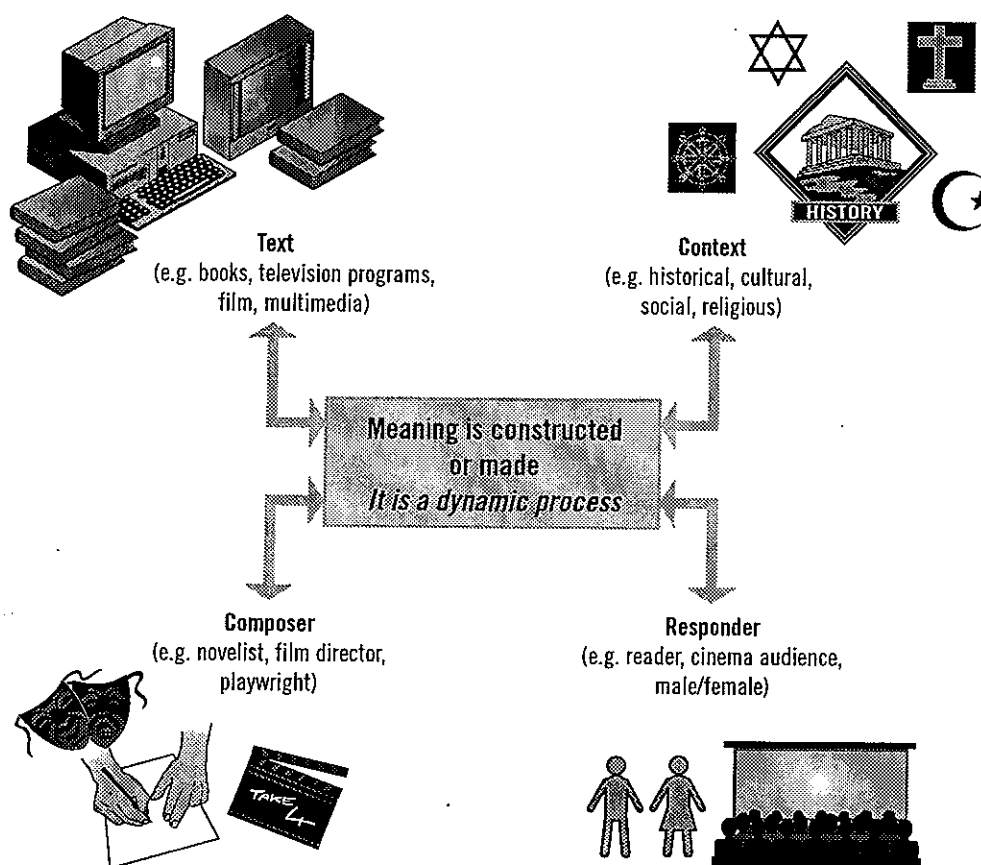 HISTORY
Text
(e.g. books, television programs,
film, multimedia)
Context
(e.g. historical, cultural,
social, religious)
Meaning is constructed
or made
It is a dynamic process
Composer
(e.g. novelist, film director,
playwright)
Responder
(e.g. reader, cinema audience,
male/female)
TAKE
4